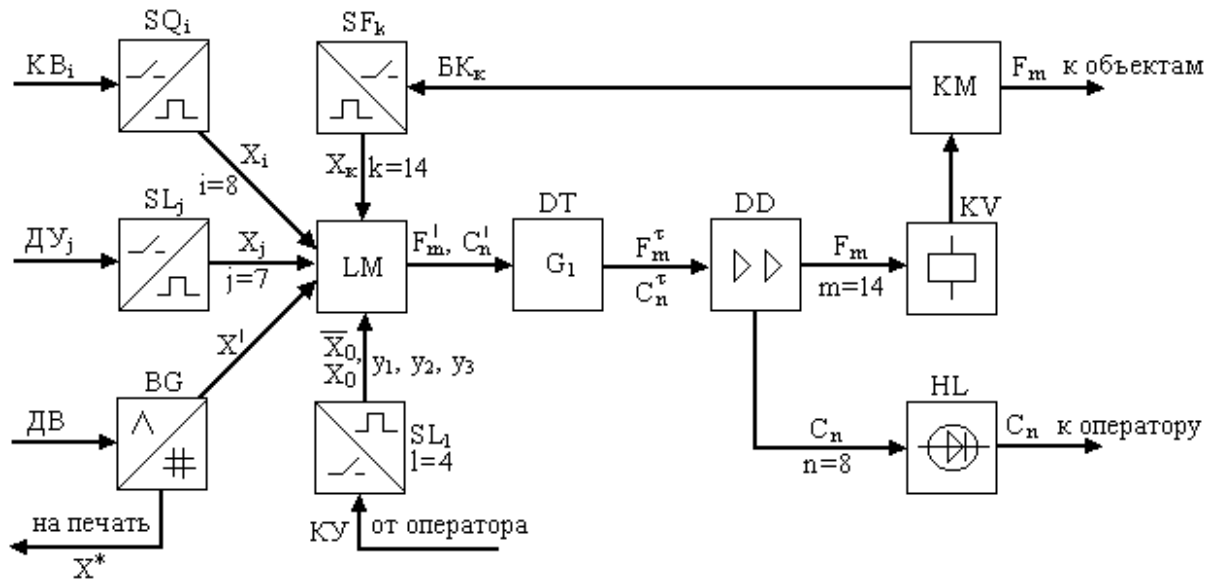 SQᵢ
SFₖ
КВᵢ
БКₖ
КМ
Fₘ к объектам
Xᵢ
i=8
Xₖ k=14
SLⱼ
DT
DD
KV
ДУⱼ
Xⱼ
j=7
LM
Fₘ', Cₙ'
G₁
Fₘᵗ
Cₙᵗ
Fₘ
m=14
X'
X̅₀,
X₀
y₁, y₂, y₃
BG
HL
ДВ
SL₁
l=4
Cₙ
n=8
Cₙ к оператору
на печать
X*
КУ
от оператора